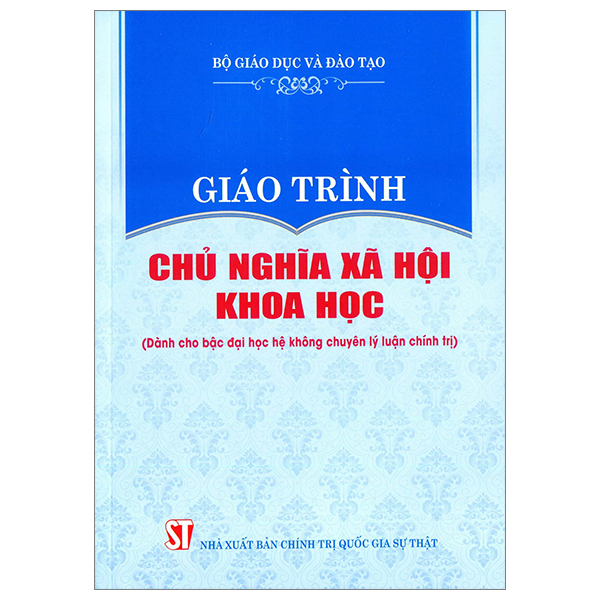 BỘ GIÁO DỤC VÀ ĐÀO TẠO
GIÁO TRÌNH
CHỦ NGHĨA XÃ HỘI
KHOA HỌC
(Dành cho bậc đại học hệ không chuyên lý luận chính trị)
ST
NHÀ XUẤT BẢN CHÍNH TRỊ QUỐC GIA SỰ THẬT